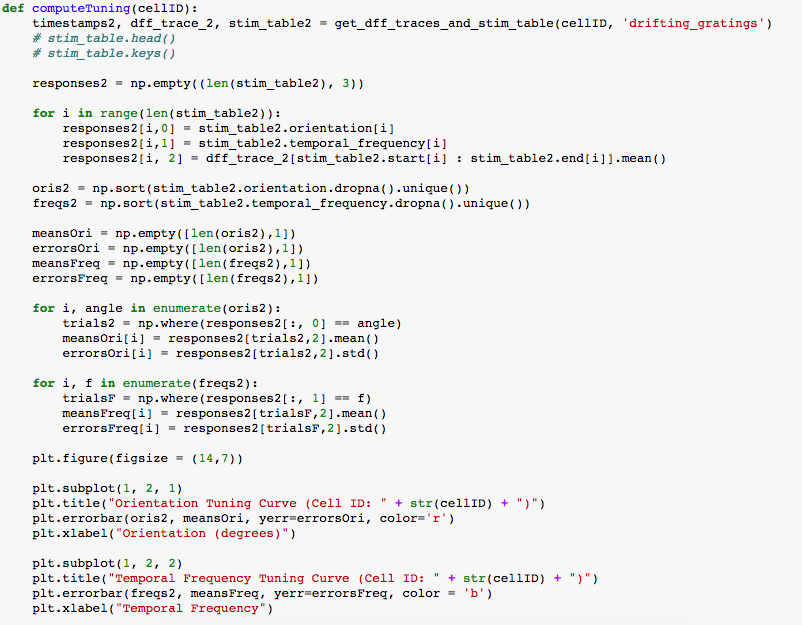 def computeTuning(cellID):
    timestamps2, dff_trace_2, stim_table2 = get_dff_traces_and_stim_table(cellID, 'drifting_gratings')
    # stim_table.head()
    # stim_table.keys()

    responses2 = np.empty((len(stim_table2), 3))

    for i in range(len(stim_table2)):
        responses2[i,0] = stim_table2.orientation[i]
        responses2[i,1] = stim_table2.temporal_frequency[i]
        responses2[i, 2] = dff_trace_2[stim_table2.start[i] : stim_table2.end[i]].mean()

    oris2 = np.sort(stim_table2.orientation.dropna().unique())
    freqs2 = np.sort(stim_table2.temporal_frequency.dropna().unique())

    meansOri = np.empty([len(oris2),1])
    errorsOri = np.empty([len(oris2),1])
    meansFreq = np.empty([len(freqs2),1])
    errorsFreq = np.empty([len(freqs2),1])

    for i, angle in enumerate(oris2):
        trials2 = np.where(responses2[:, 0] == angle)
        meansOri[i] = responses2[trials2,2].mean()
        errorsOri[i] = responses2[trials2,2].std()

    for i, f in enumerate(freqs2):
        trialsF = np.where(responses2[:, 1] == f)
        meansFreq[i] = responses2[trialsF,2].mean()
        errorsFreq[i] = responses2[trialsF,2].std()

    plt.figure(figsize = (14,7))

    plt.subplot(1, 2, 1)
    plt.title("Orientation Tuning Curve (Cell ID: " + str(cellID) + ")")
    plt.errorbar(oris2, meansOri, yerr=errorsOri, color='r')
    plt.xlabel("Orientation (degrees)")

    plt.subplot(1, 2, 2)
    plt.title("Temporal Frequency Tuning Curve (Cell ID: " + str(cellID) + ")")
    plt.errorbar(freqs2, meansFreq, yerr=errorsFreq, color = 'b')
    plt.xlabel("Temporal Frequency")